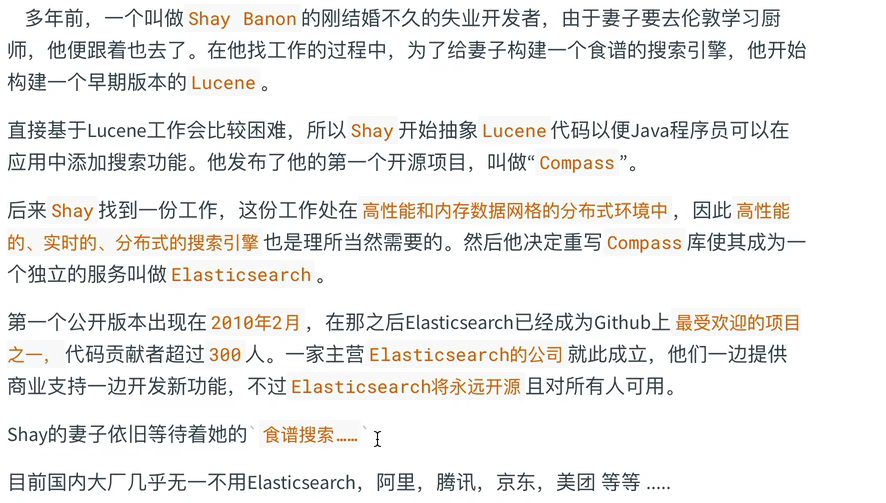 多年前，一个叫做 Shay Banon 的刚结婚不久的失业开发者，由于妻子要去伦敦学习厨
师，他便跟着也去了。在他找工作的过程中，为了给妻子构建一个食谱的搜索引擎，他开始
构建一个早期版本的 Lucene 。
直接基于Lucene工作会比较困难，所以 Shay 开始抽象 Lucene 代码以便Java程序员可以在
应用中添加搜索功能。他发布了他的第一个开源项目，叫做“ Compass ”。
后来 Shay 找到一份工作，这份工作处在 高性能和内存数据网格的分布式环境中 ，因此 高性能
的、实时的、分布式的搜索引擎 也是理所当然需要的。然后他决定重写 Compass 库使其成为一
个独立的服务叫做 Elasticsearch 。
第一个公开版本出现在 2010年2月 ，在那之后Elasticsearch已经成为Github上 最受欢迎的项目
之一， 代码贡献者超过 300 人。一家主营 Elasticsearch的公司 就此成立，他们一边提供
商业支持一边开发新功能，不过 Elasticsearch将永远开源 且对所有人可用。
Shay的妻子依旧等待着她的` 食谱搜索…… `
目前国内大厂几乎无一不用Elasticsearch，阿里，腾讯，京东，美团 等等 .....